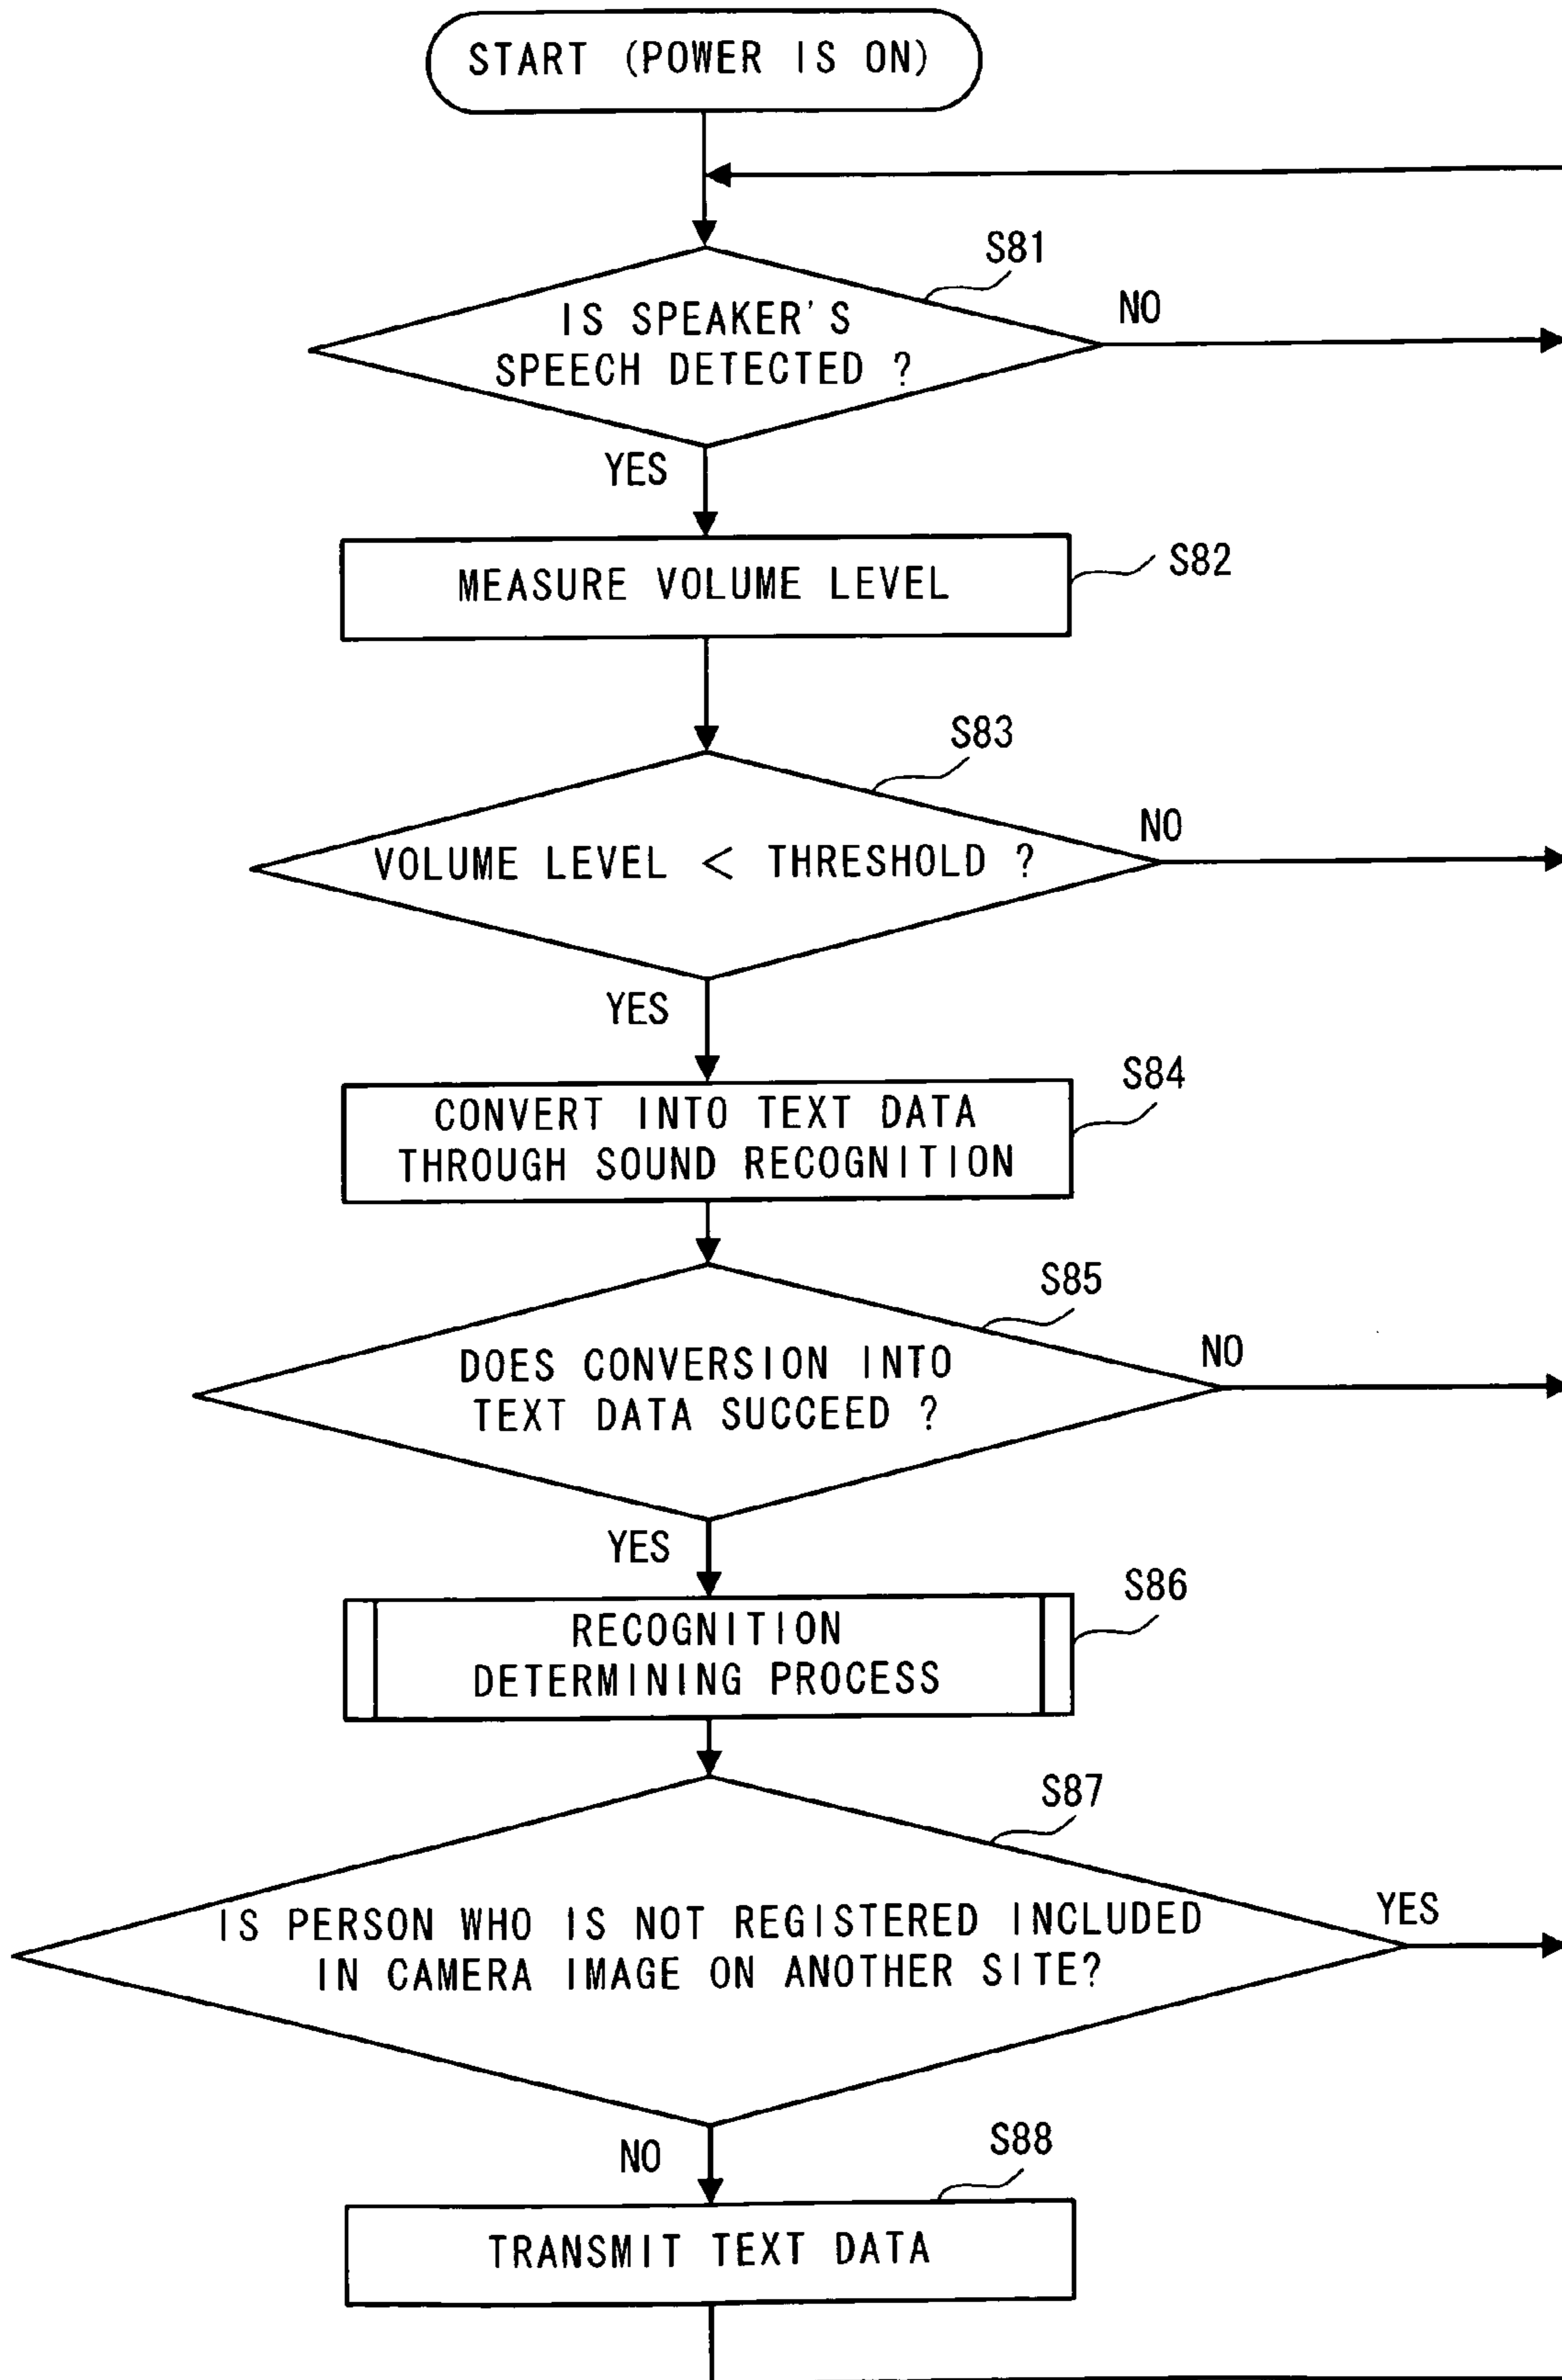 START (POWER IS ON)
S81
IS SPEAKER'S
SPEECH DETECTED ?
NO
YES
MEASURE VOLUME LEVEL
S82
S83
VOLUME LEVEL < THRESHOLD ?
NO
YES
S84
CONVERT INTO TEXT DATA
THROUGH SOUND RECOGNITION
S85
DOES CONVERSION INTO
TEXT DATA SUCCEED ?
NO
YES
S86
RECOGNITION
DETERMINING PROCESS
S87
IS PERSON WHO IS NOT REGISTERED INCLUDED
IN CAMERA IMAGE ON ANOTHER SITE?
YES
NO
S88
TRANSMIT TEXT DATA